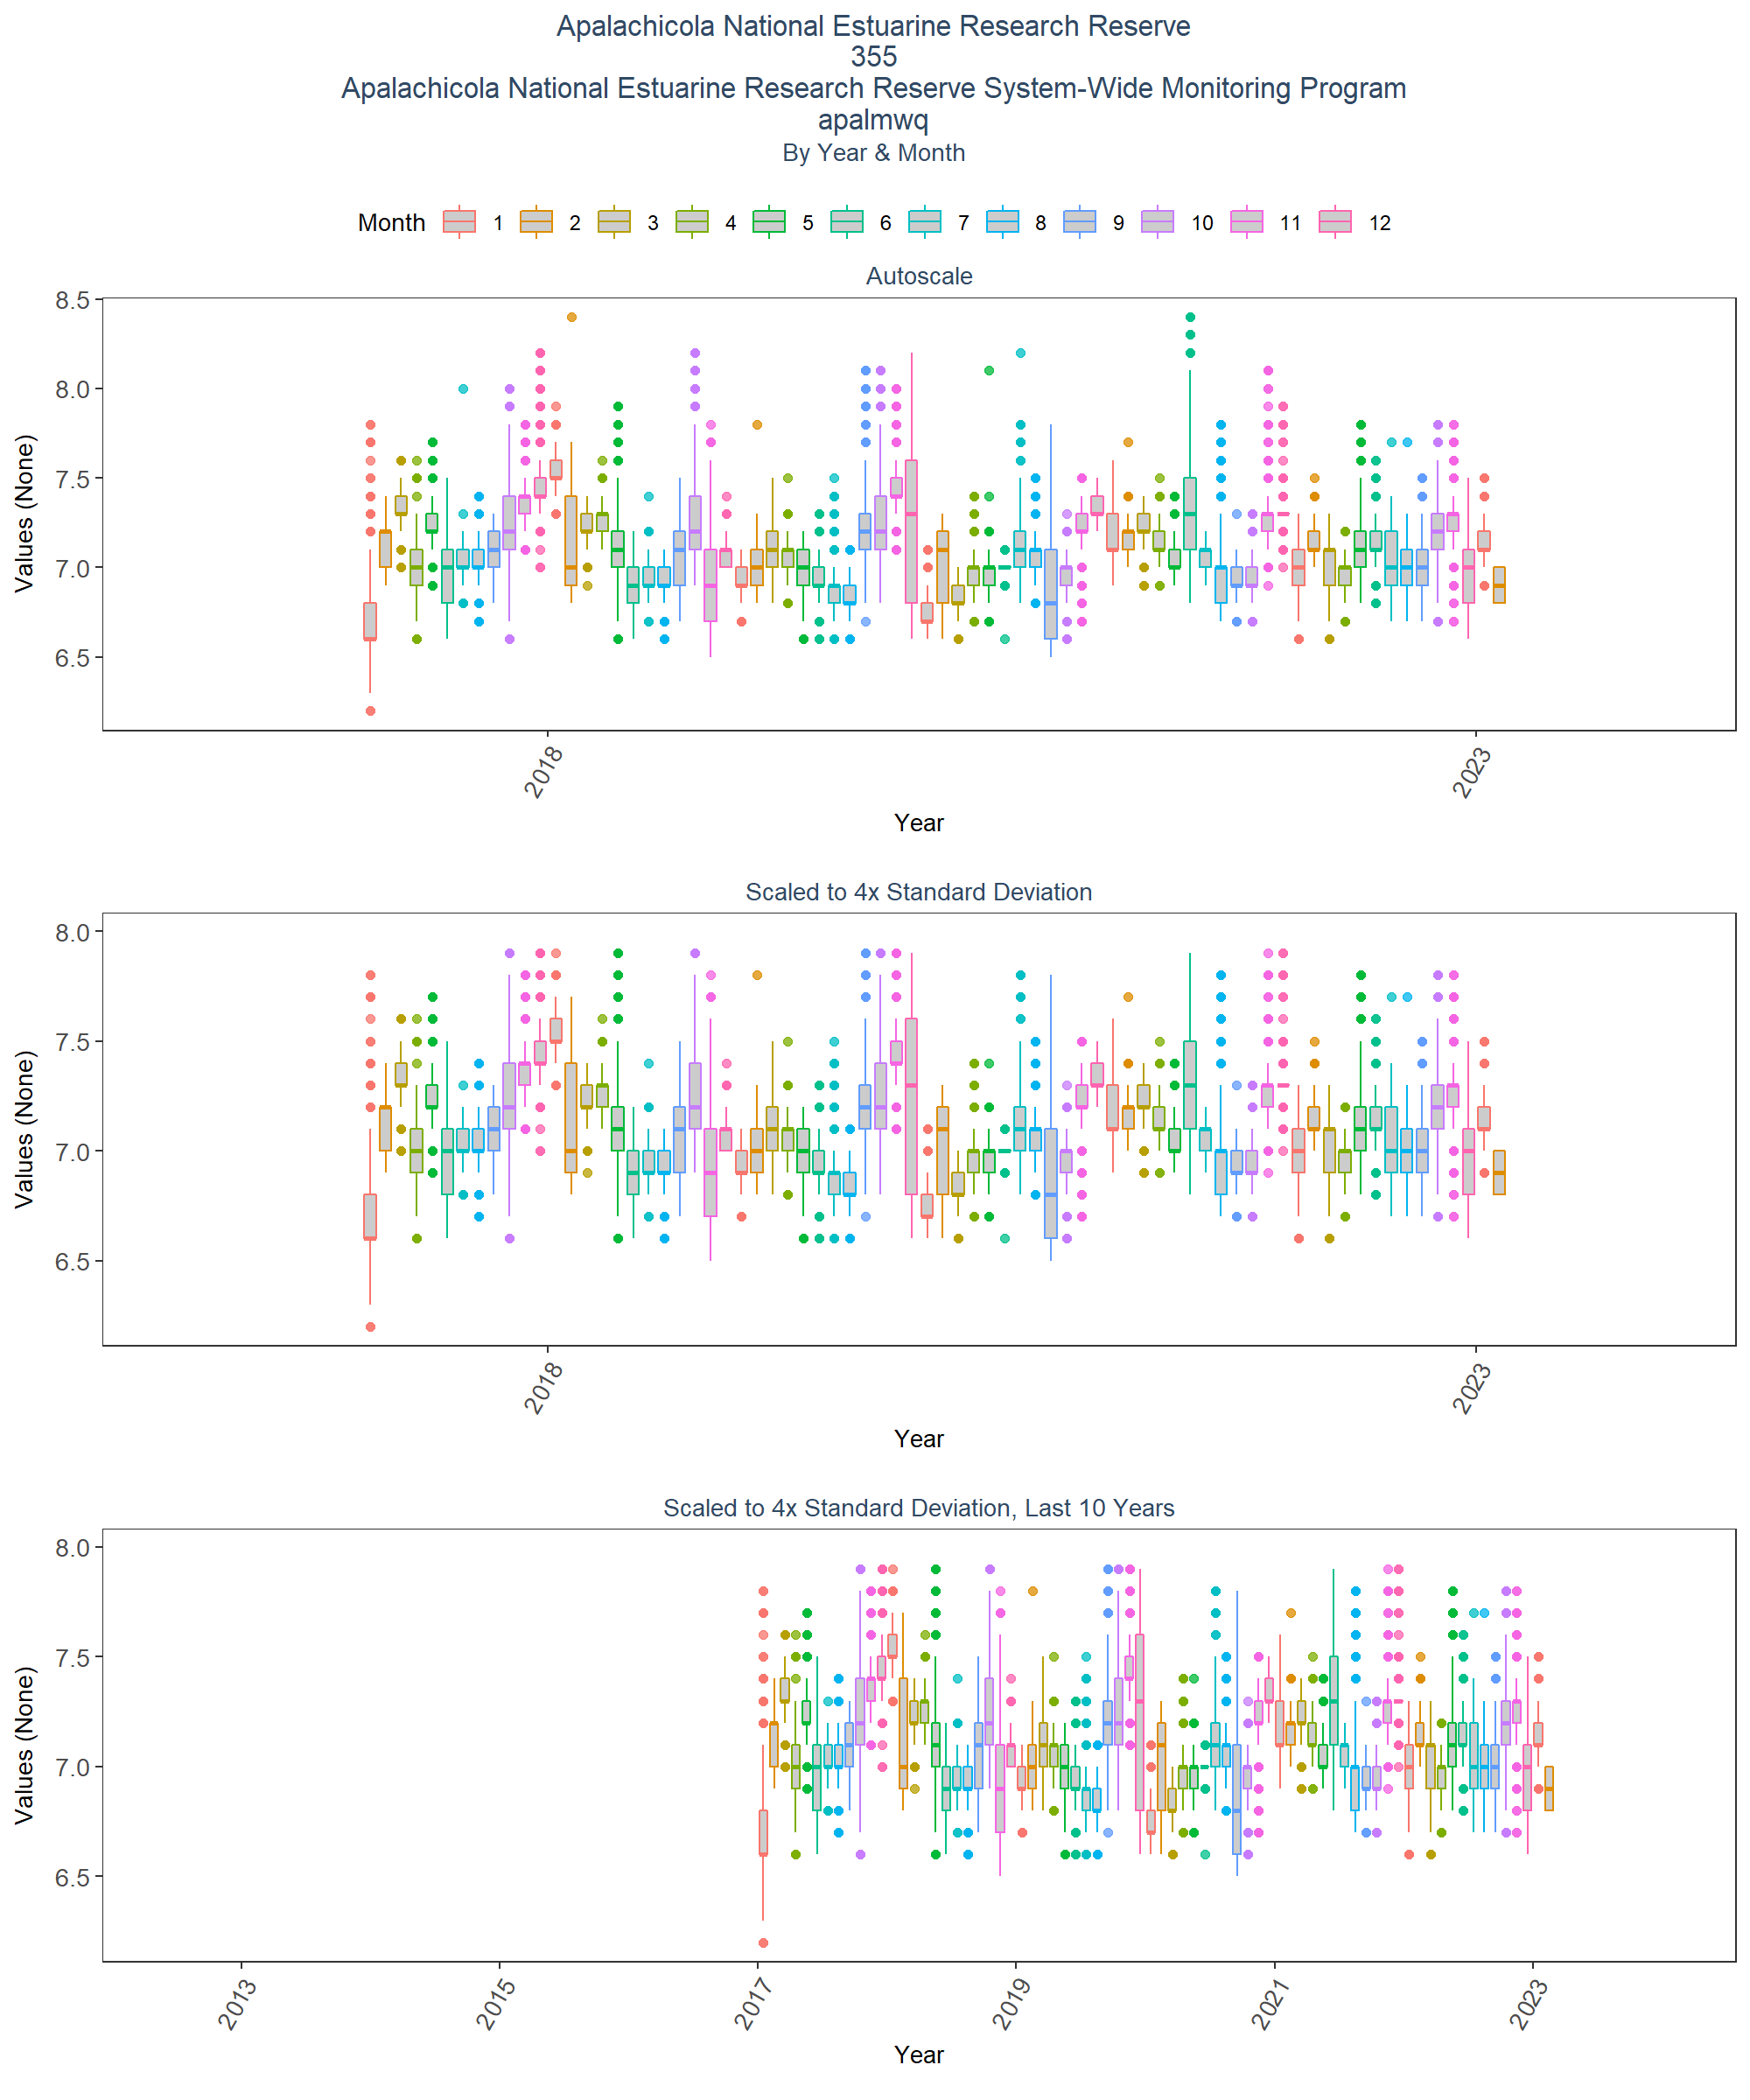 Apalachicola National Estuarine Research Reserve
355
Apalachicola National Estuarine Research Reserve System-Wide Monitoring Program
apalmwq
By Year & Month
Month 1 2 3 4 5 6 7 8 9 10 11 12
Autoscale
8.5
8.0
7.5
7.0
6.5
Values (None)
2018 2023
Year
Scaled to 4x Standard Deviation
8.0
7.5
7.0
6.5
Values (None)
2018 2023
Year
Scaled to 4x Standard Deviation, Last 10 Years
8.0
7.5
7.0
6.5
Values (None)
2013 2015 2017 2019 2021 2023
Year